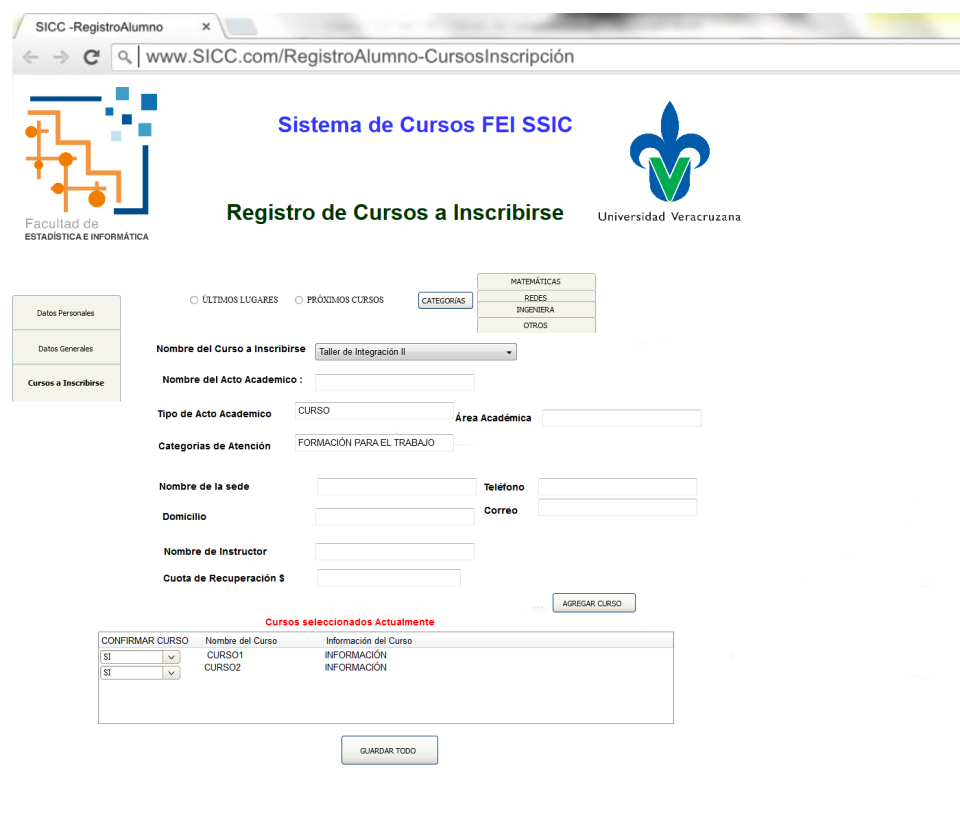 SICC -RegistroAlumno
www.SICC.com/RegistroAlumno-CursosInscripción
Sistema de Cursos FEI SSIC
Registro de Cursos a Inscribirse
Facultad de
ESTADÍSTICA E INFORMÁTICA
Universidad Veracruzana
MATEMÁTICAS
REDES
INGENIERA
OTROS
ÚLTIMOS LUGARES
PRÓXIMOS CURSOS
CATEGORÍAS
Datos Personales
Datos Generales
Cursos a Inscribirse
Nombre del Curso a Inscribirse
Taller de Integración II
Nombre del Acto Academico :
Tipo de Acto Academico
CURSO
Área Académica
Categorías de Atención
FORMACIÓN PARA EL TRABAJO
Nombre de la sede
Teléfono
Domicilio
Correo
Nombre de Instructor
Cuota de Recuperación $
AGREGAR CURSO
Cursos seleccionados Actualmente
CONFIRMAR CURSO Nombre del Curso Información del Curso
SI CURSO1 INFORMACIÓN
SI CURSO2 INFORMACIÓN
GUARDAR TODO